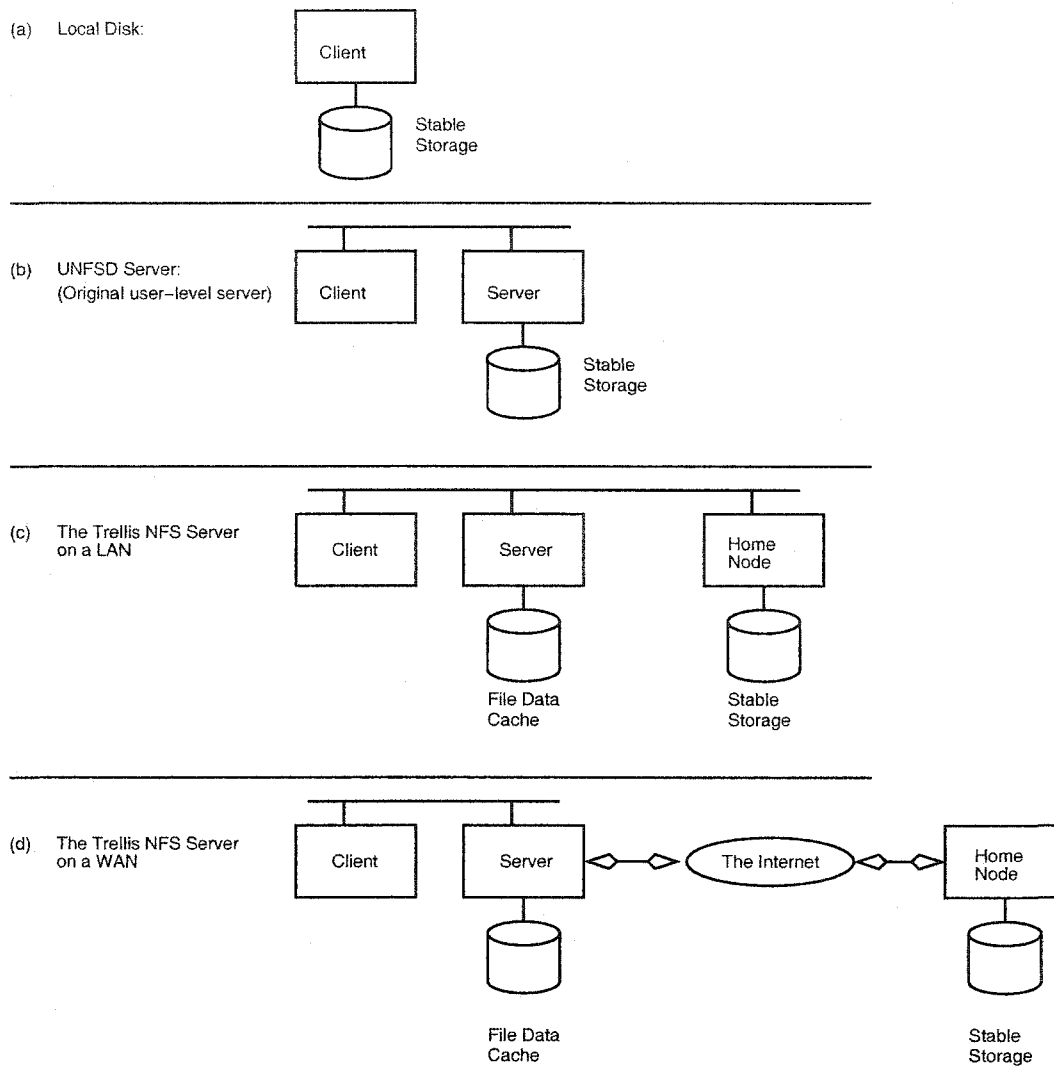 (a) Local Disk:
Client
Stable
Storage
(b) UNFSD Server:
(Original user–level server)
Client
Server
Stable
Storage
(c) The Trellis NFS Server
on a LAN
Client
Server
Home
Node
File Data
Cache
Stable
Storage
(d) The Trellis NFS Server
on a WAN
Client
Server
The Internet
Home
Node
File Data
Cache
Stable
Storage